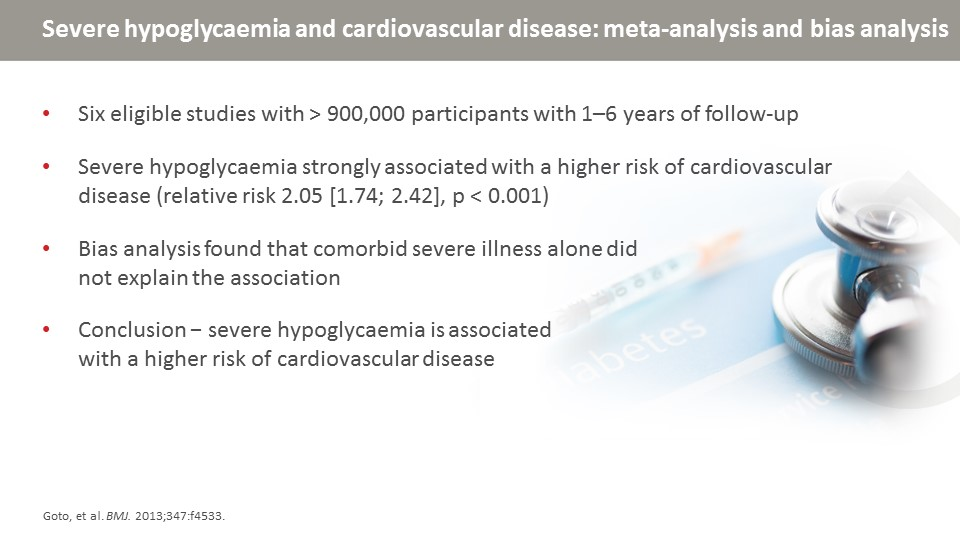 Severe hypoglycaemia and cardiovascular disease: meta-analysis and bias analysis
• Six eligible studies with > 900,000 participants with 1–6 years of follow-up
• Severe hypoglycaemia strongly associated with a higher risk of cardiovascular
disease (relative risk 2.05 [1.74; 2.42], p < 0.001)
• Bias analysis found that comorbid severe illness alone did
not explain the association
• Conclusion – severe hypoglycaemia is associated
with a higher risk of cardiovascular disease
abetes
vice
Goto, et al. BMJ. 2013;347:f4533.